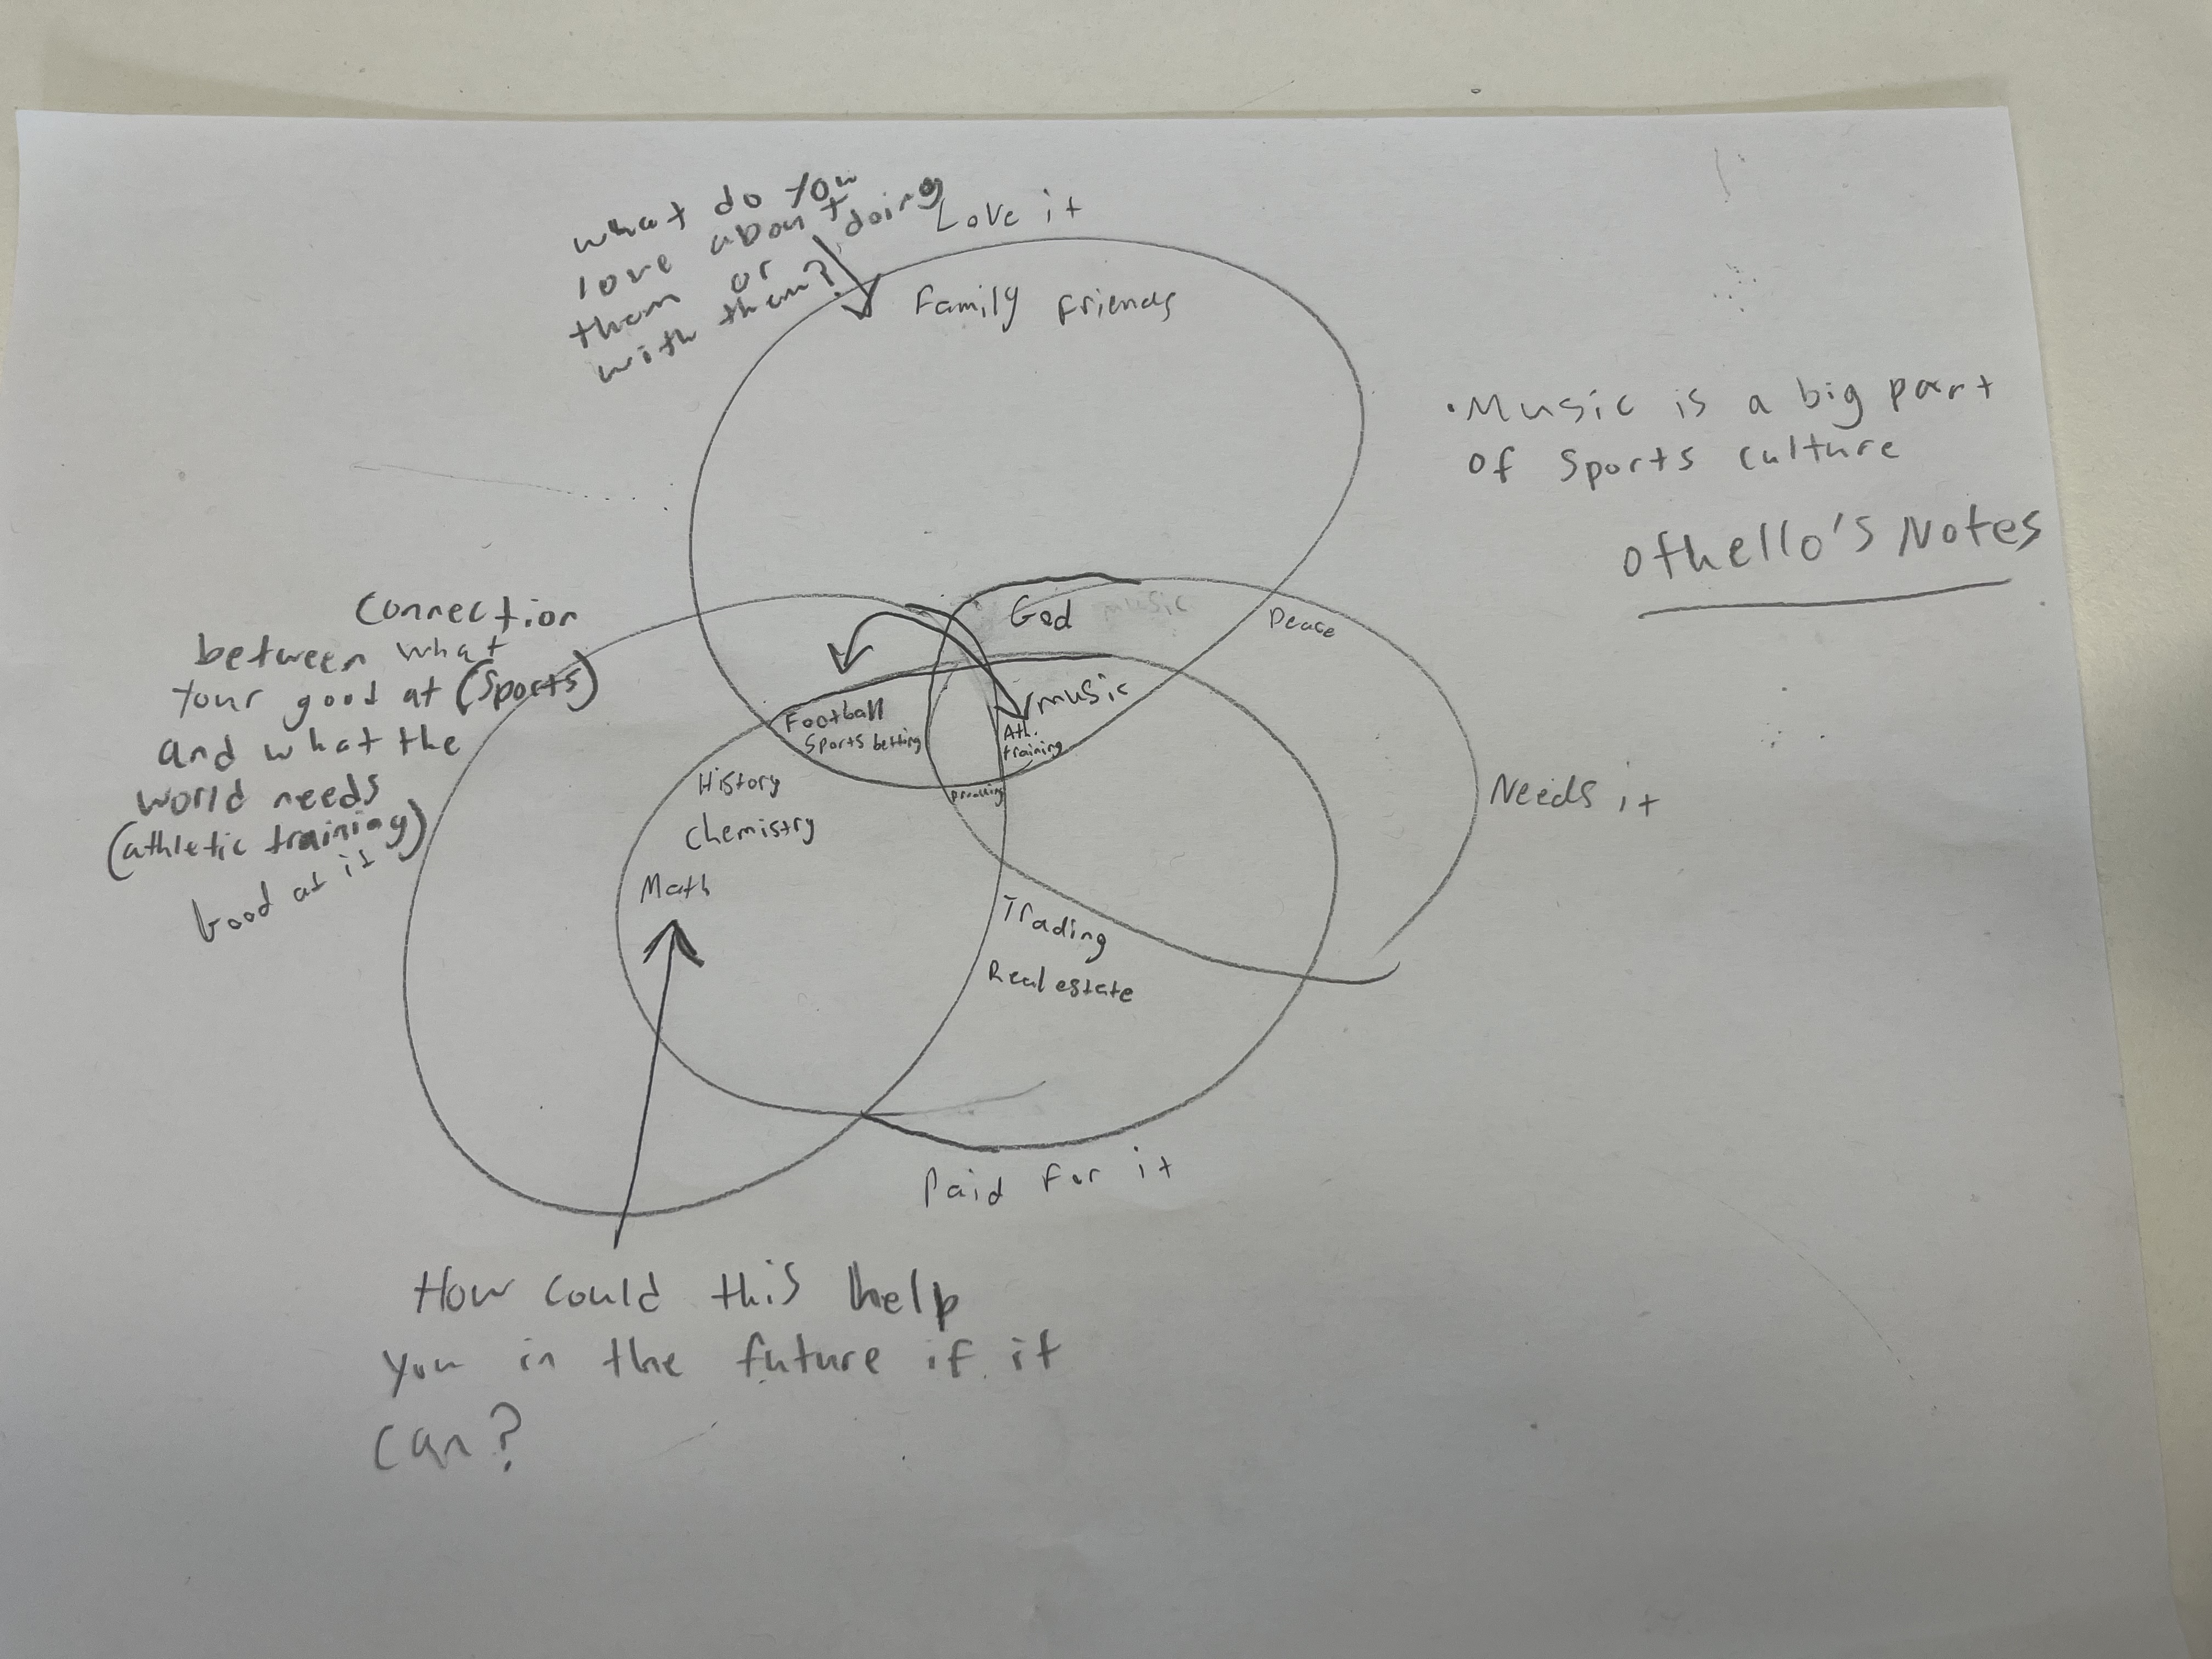 what do you
love about doing
them or
with them?
Love it
Family Friends
Connection
between what
your good at (Sports)
and what the
world needs
(athletic training)
Good at it
God
music
Peace
Football
Sports betting
music
Ath.
training
History
Chemistry
Math
Trading
Real estate
Paid for it
Needs it
How could this help
you in the future if it
can?
• Music is a big part
of sports culture
Othello's Notes